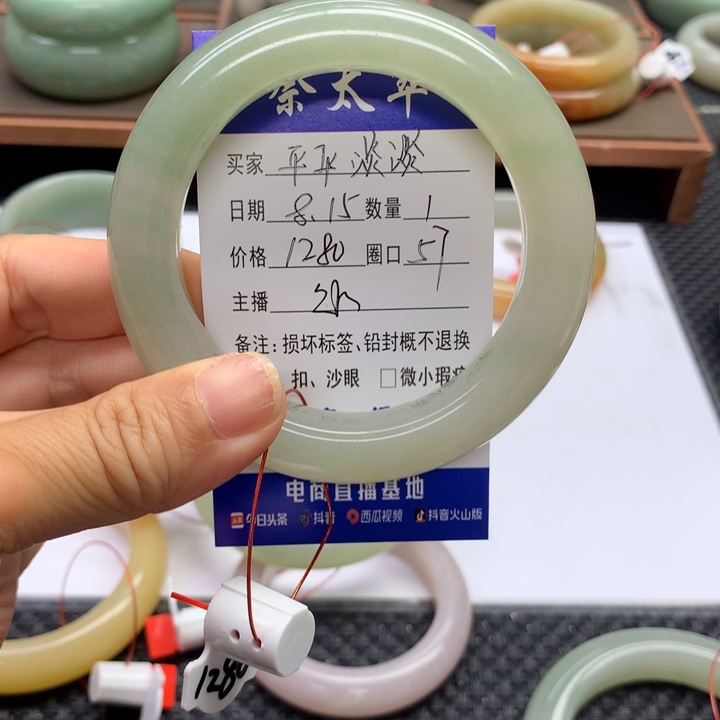 奈太平
买家 平平淡淡
日期 8.15 数量 1
价格 1280 圈口 57
主播
备注: 损坏标签、铅封概不退换
扣、沙眼 □微小瑕疵
电商直播基地
今日头条 抖音 西瓜视频 抖音火山版
1280